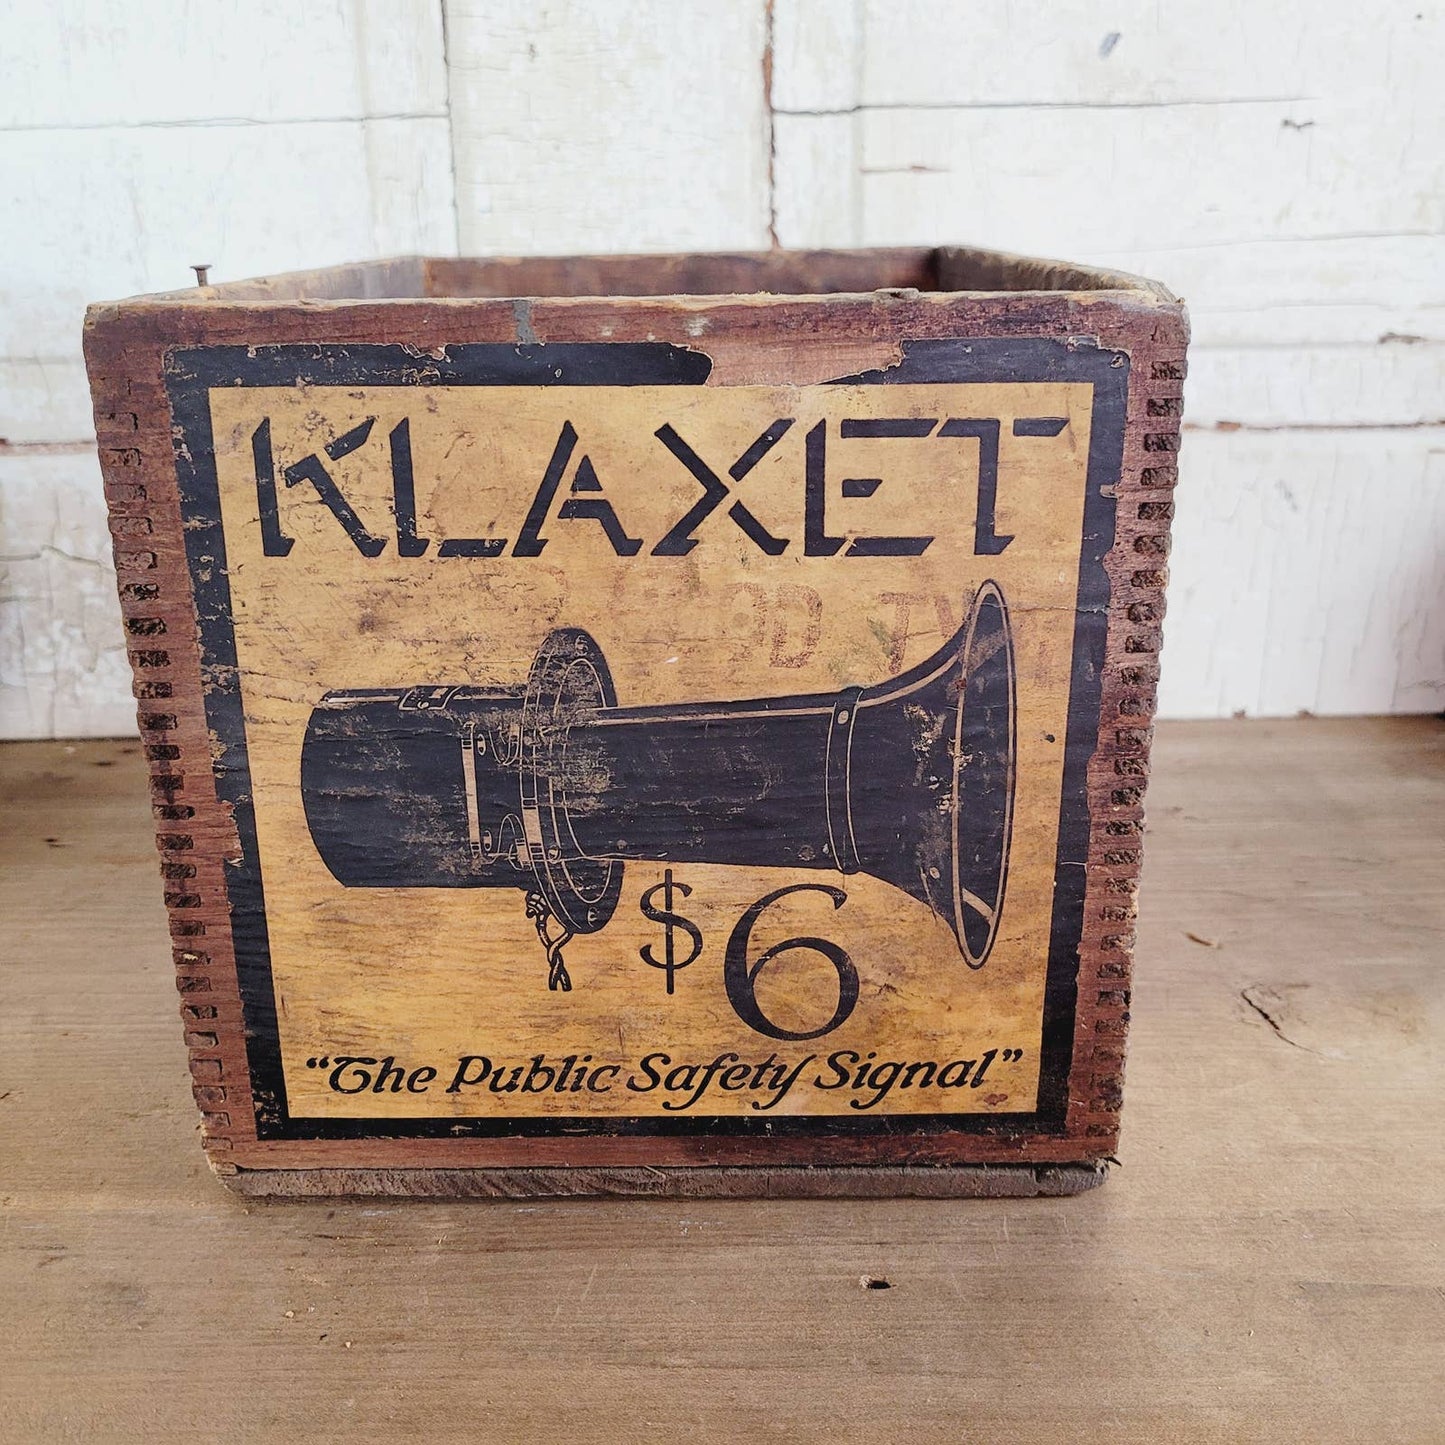 KLAXET
$6
"The Public Safety Signal"